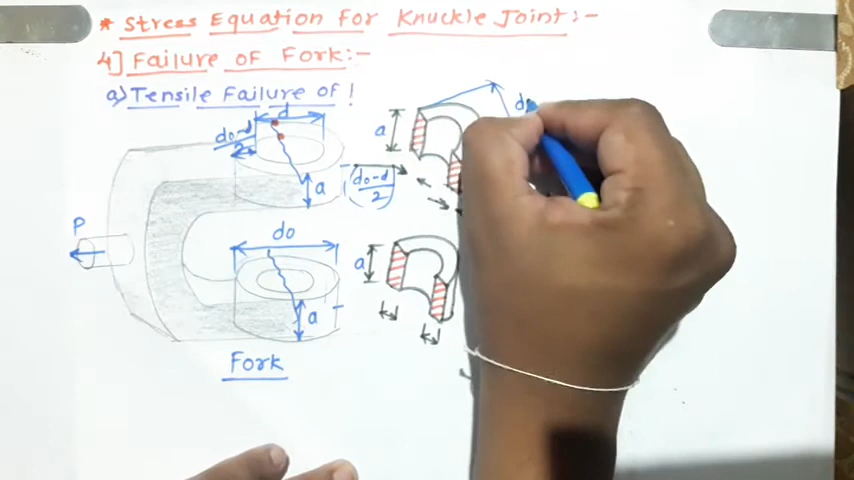 * Stress Equation for Knuckle Joint:-
4] Failure of Fork:-
a) Tensile Failure of !
d
do-d
2
a
(do-d
2)
a
P
do
a
a
Fork
d